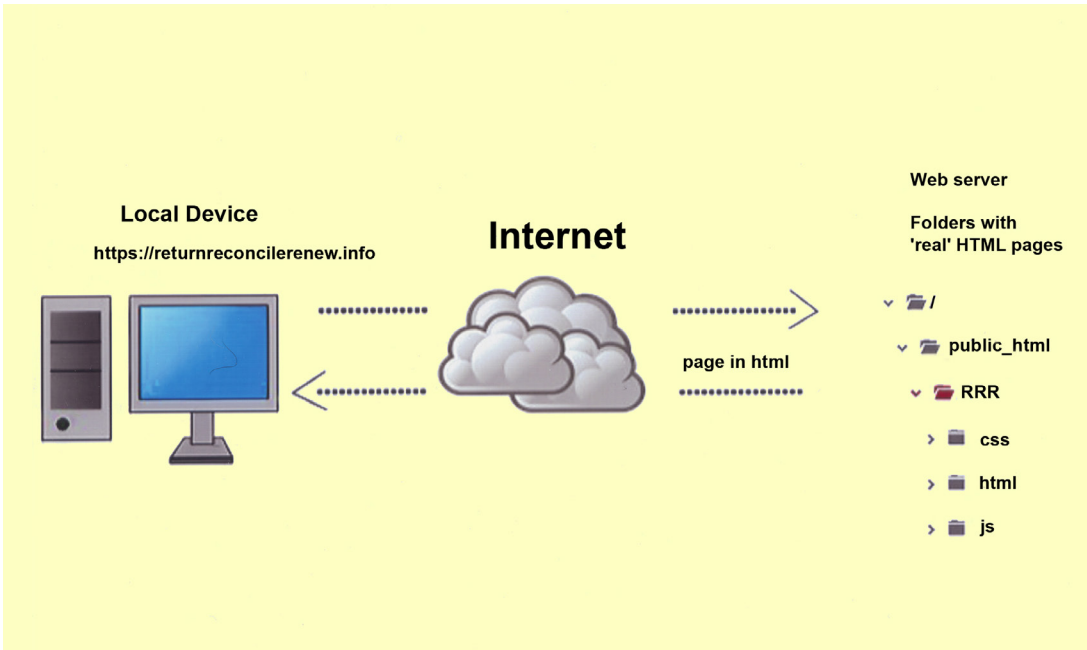 Local Device
https://returnreconcilerenew.info
Internet
page in html
Web server
Folders with
'real' HTML pages
/
public_html
RRR
css
html
js